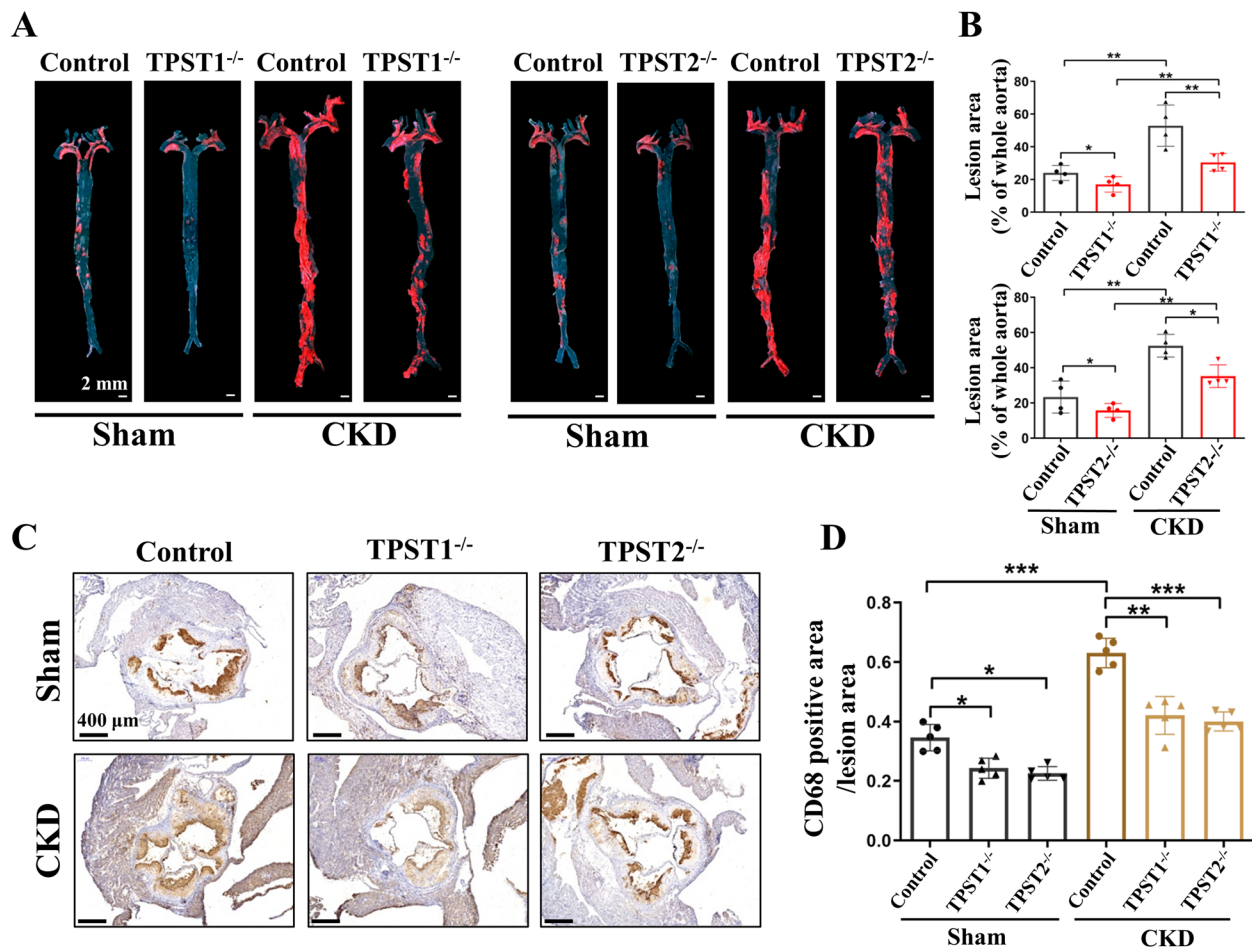 A
Control TPST1-/- Control TPST1-/-
Control TPST2-/- Control TPST2-/-
2 mm
Sham CKD
Sham CKD
B
Lesion area
(% of whole aorta)
80
60
40
20
0
** ** ** *
Control TPST1-/- Control TPST1-/-
Lesion area
(% of whole aorta)
80
60
40
20
0
** ** * *
Control TPST2-/- Control TPST2-/-
Sham CKD
C
Control TPST1-/- TPST2-/-
Sham
400 μm
CKD
D
CD68 positive area
/lesion area
0.8
0.6
0.4
0.2
0.0
*** *** ** * *
Control TPST1-/- TPST2-/- Control TPST1-/- TPST2-/-
Sham CKD